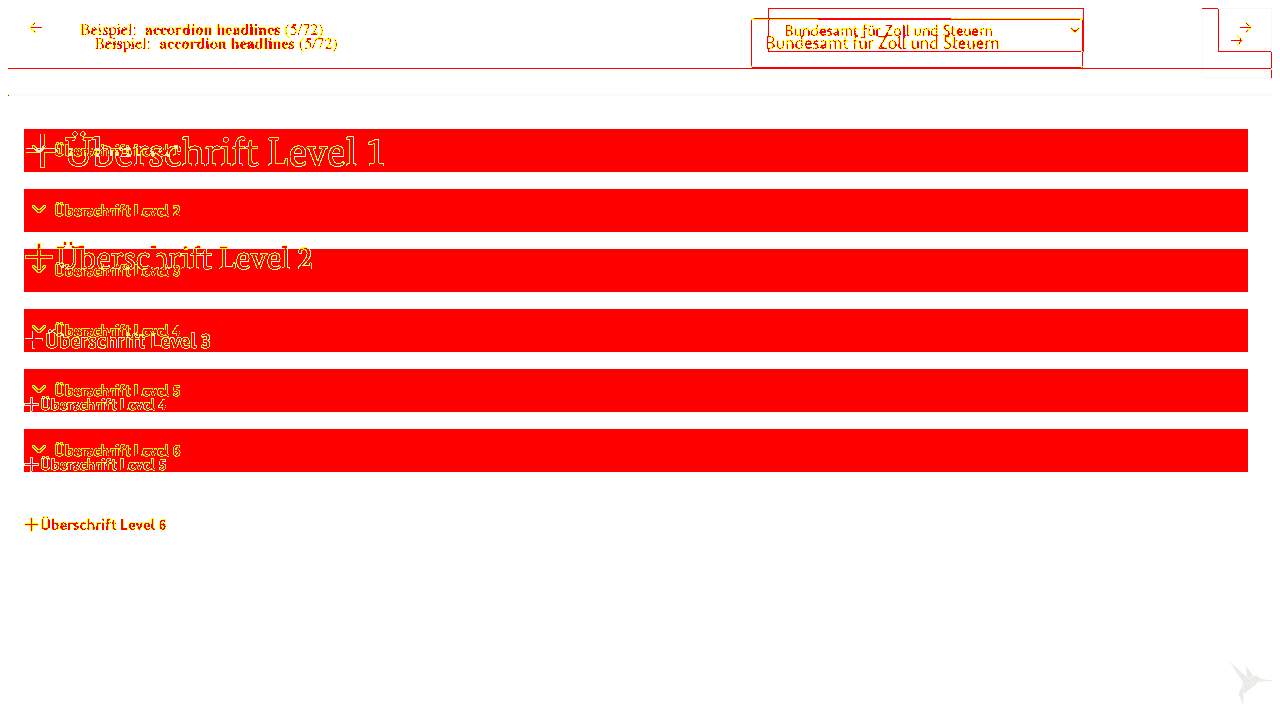 Beispiel: accordion headlines (5/72)
Bundesamt für Zoll und Steuern
Beispiel: accordion headlines (5/72)
Bundesamt für Zoll und Steuern
Überschrift Level 1
Überschrift Level 1
Überschrift Level 2
Überschrift Level 2
Überschrift Level 3
Überschrift Level 4
Überschrift Level 3
Überschrift Level 5
Überschrift Level 4
Überschrift Level 6
Überschrift Level 5
Überschrift Level 6